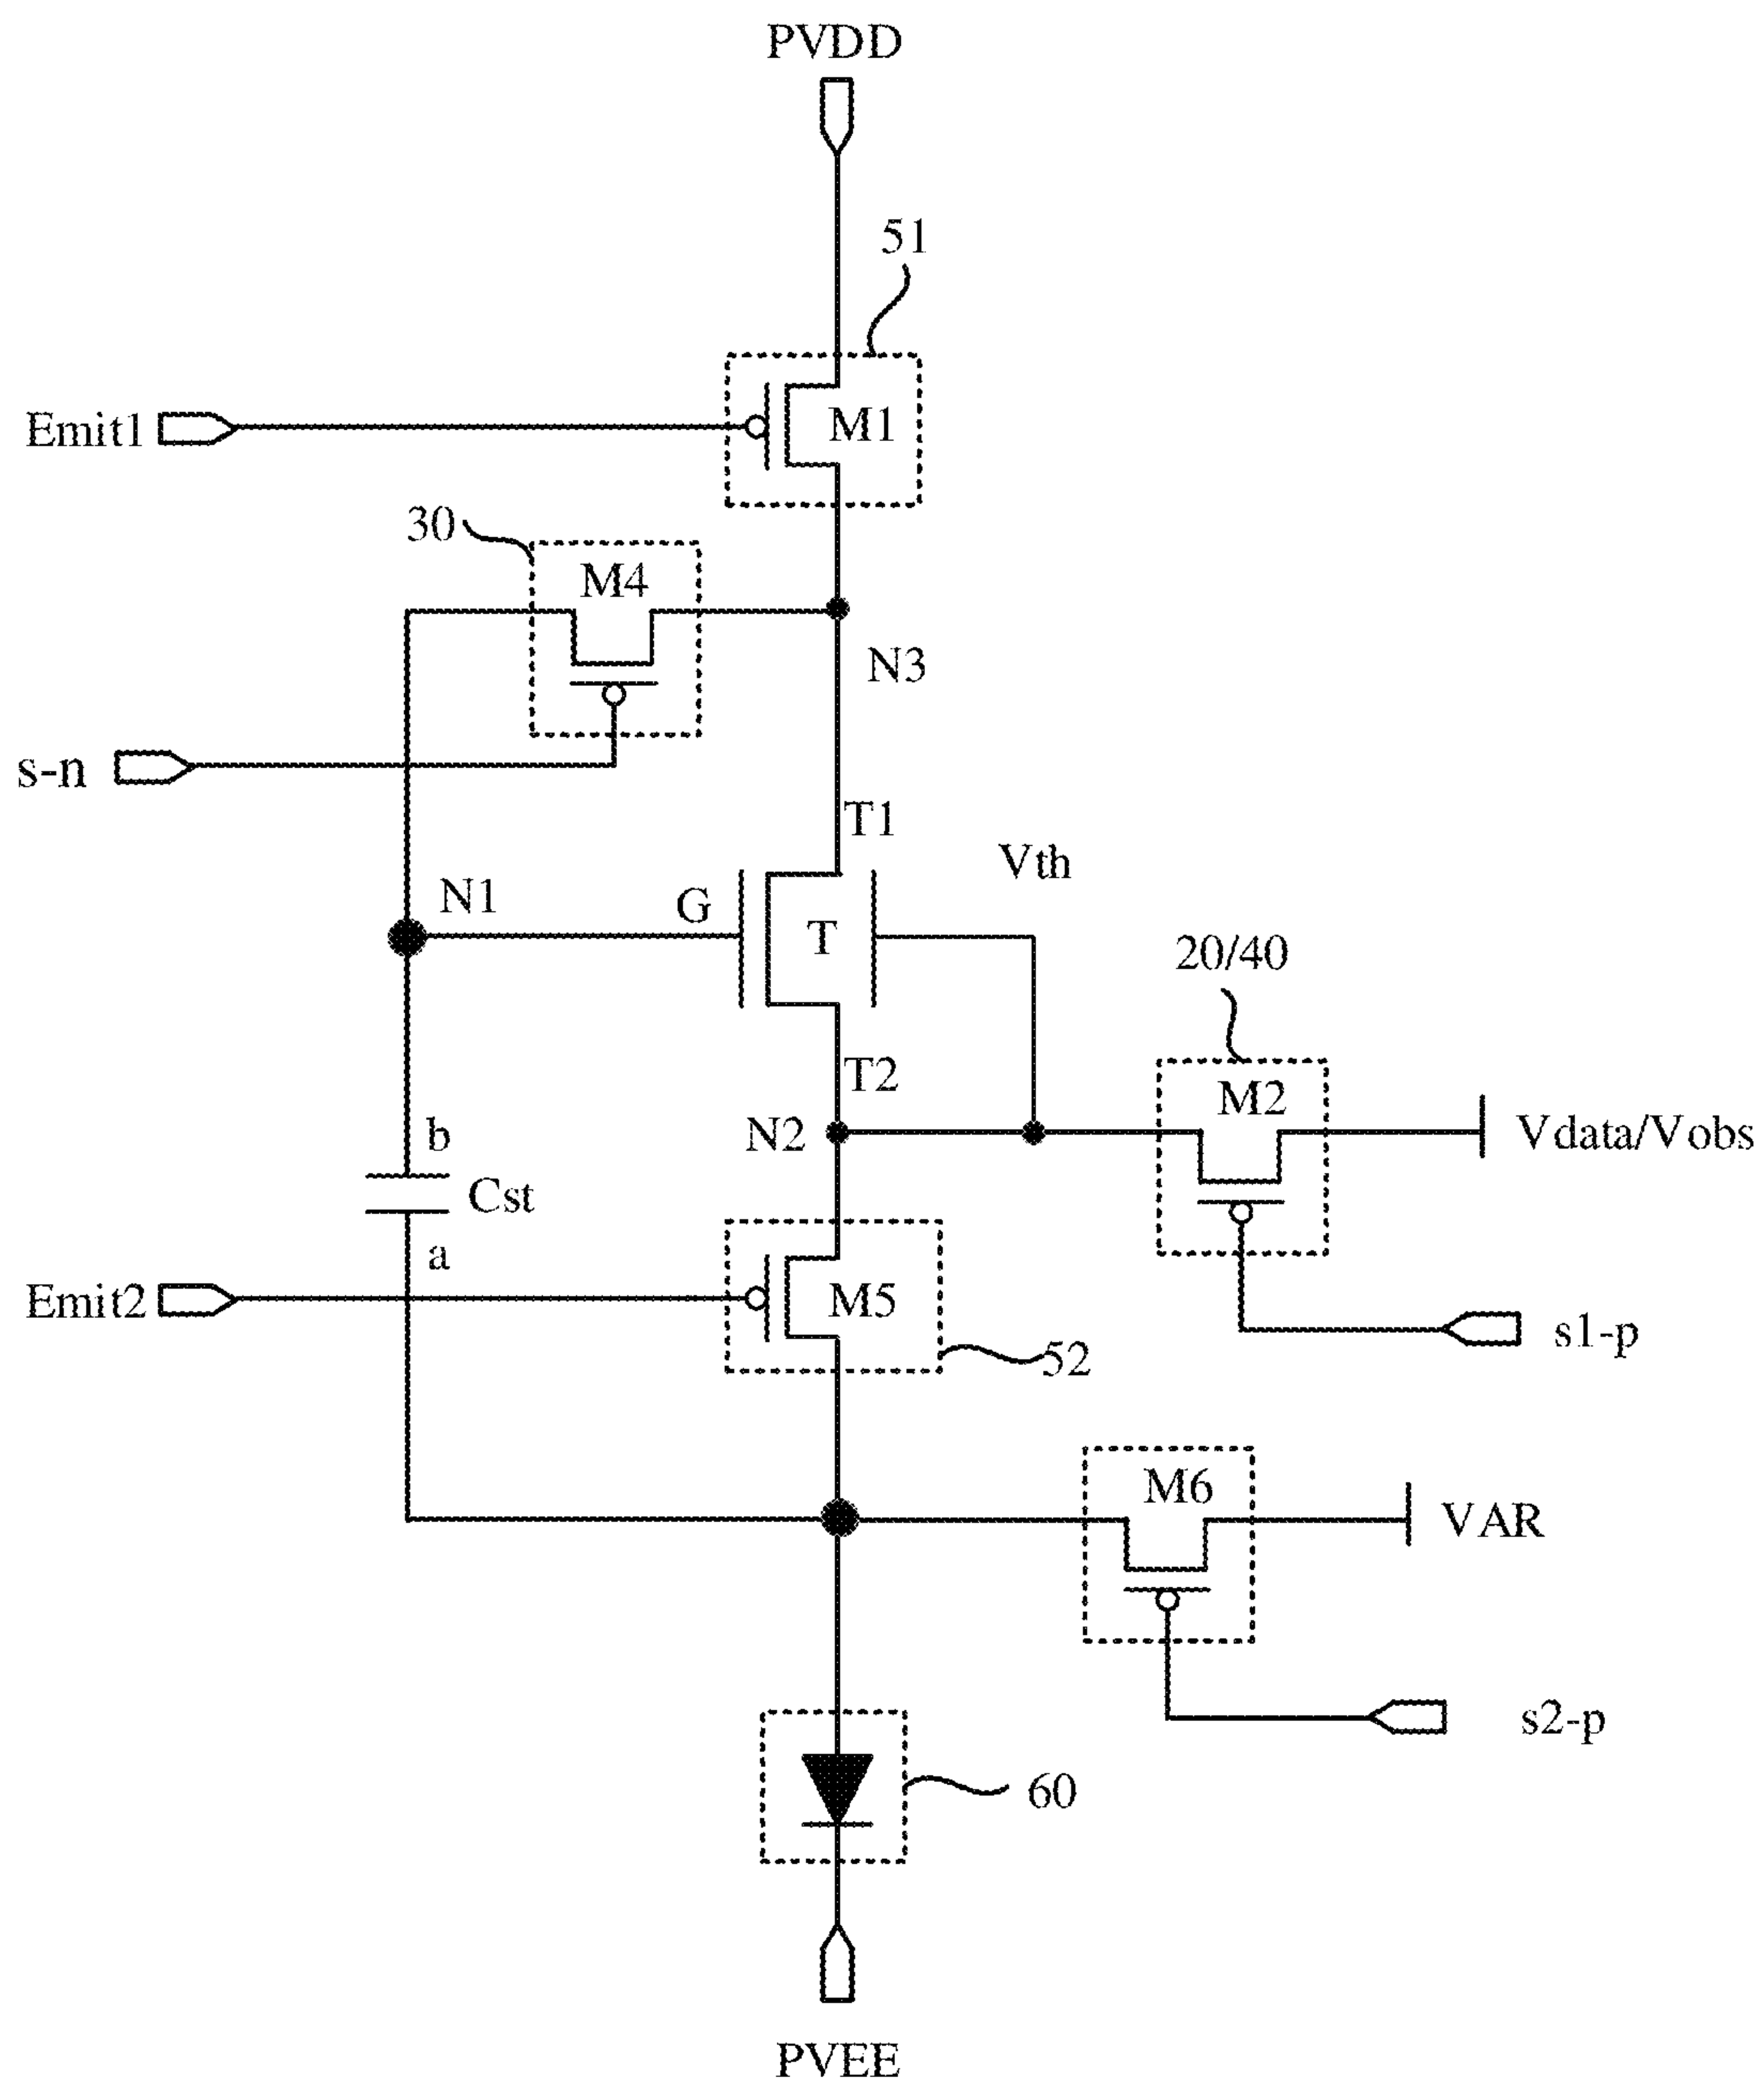 PVDD
51
Emit1
M1
30
M4
N3
s-n
T1
Vth
N1
G
T
20/40
T2
M2
N2
b
Vdata/Vobs
Cst
a
Emit2
M5
s1-p
52
M6
VAR
s2-p
60
PVEE